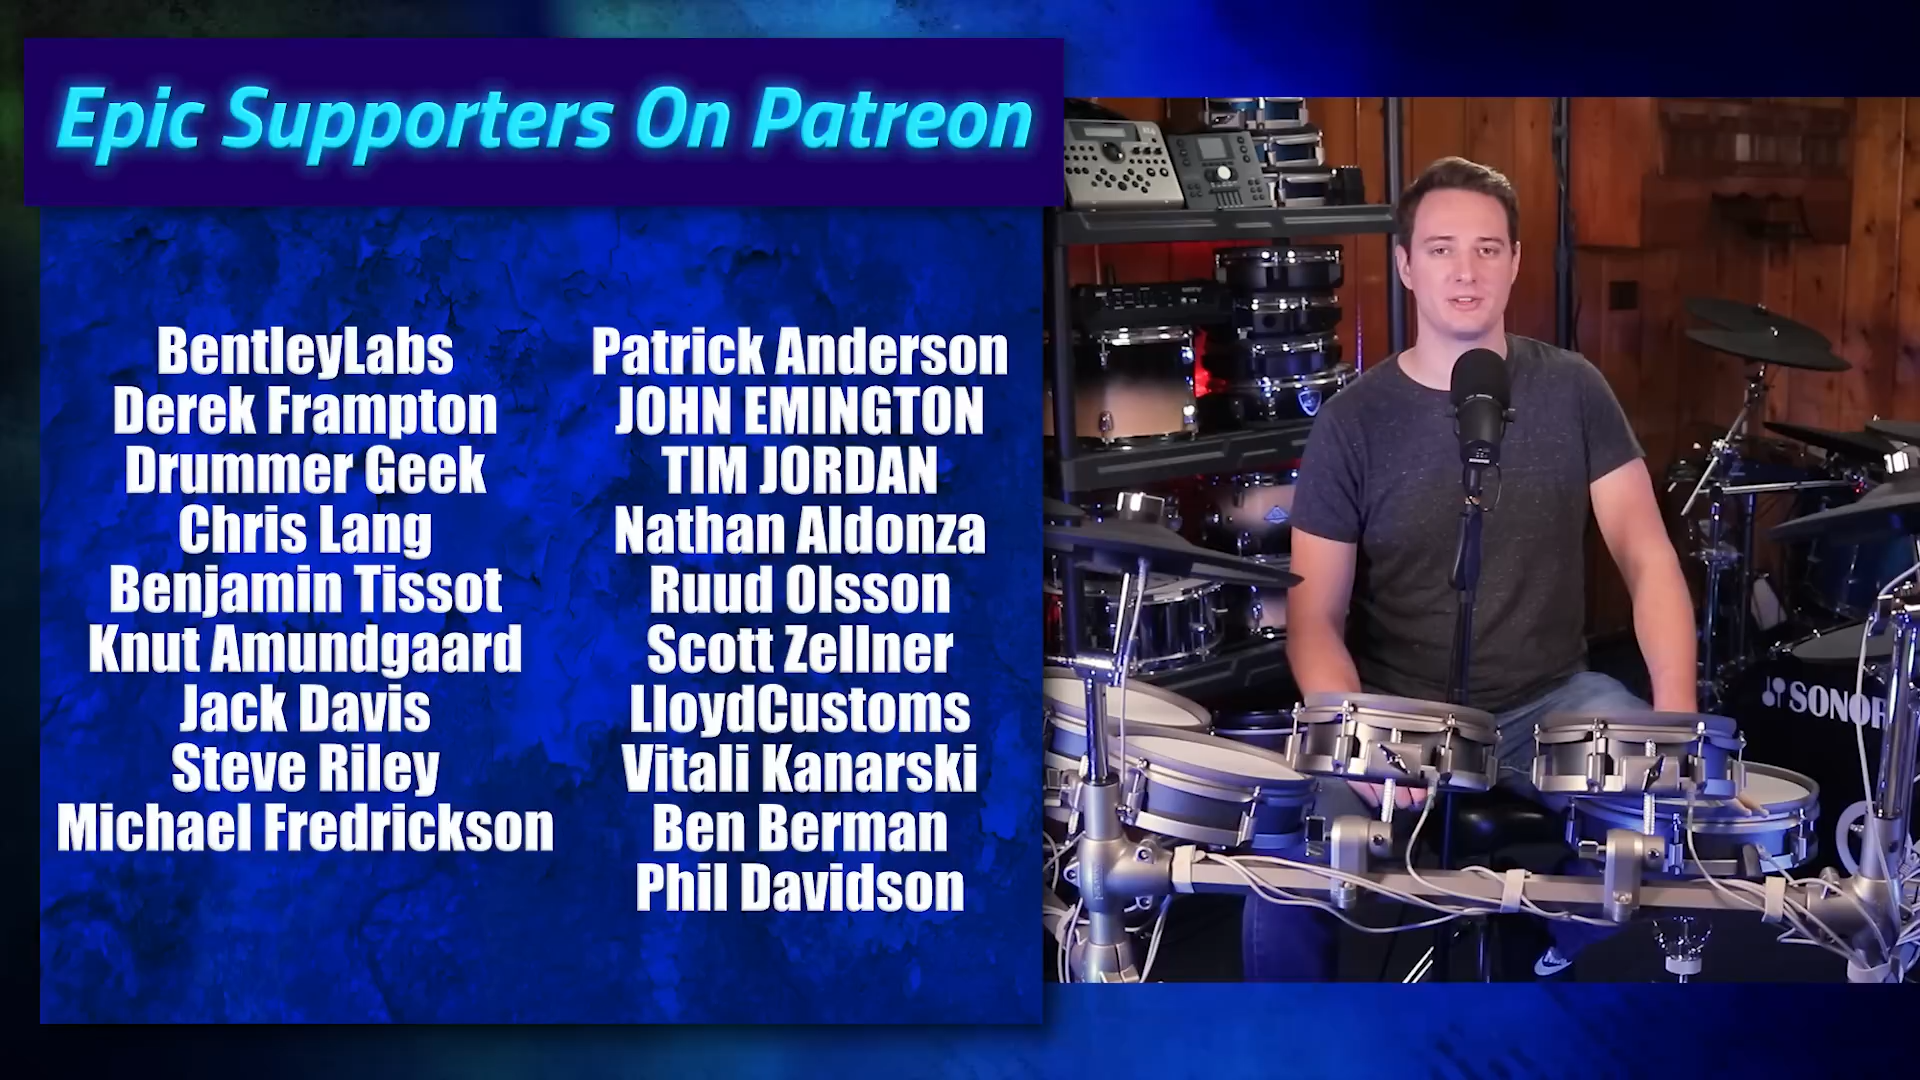 Epic Supporters On Patreon
BentleyLabs
Derek Frampton
Drummer Geek
Chris Lang
Benjamin Tissot
Knut Amundgaard
Jack Davis
Steve Riley
Michael Fredrickson
Patrick Anderson
JOHN EMINGTON
TIM JORDAN
Nathan Aldonza
Ruud Olsson
Scott Zellner
LloydCustoms
Vitali Kanarski
Ben Berman
Phil Davidson
SONOR